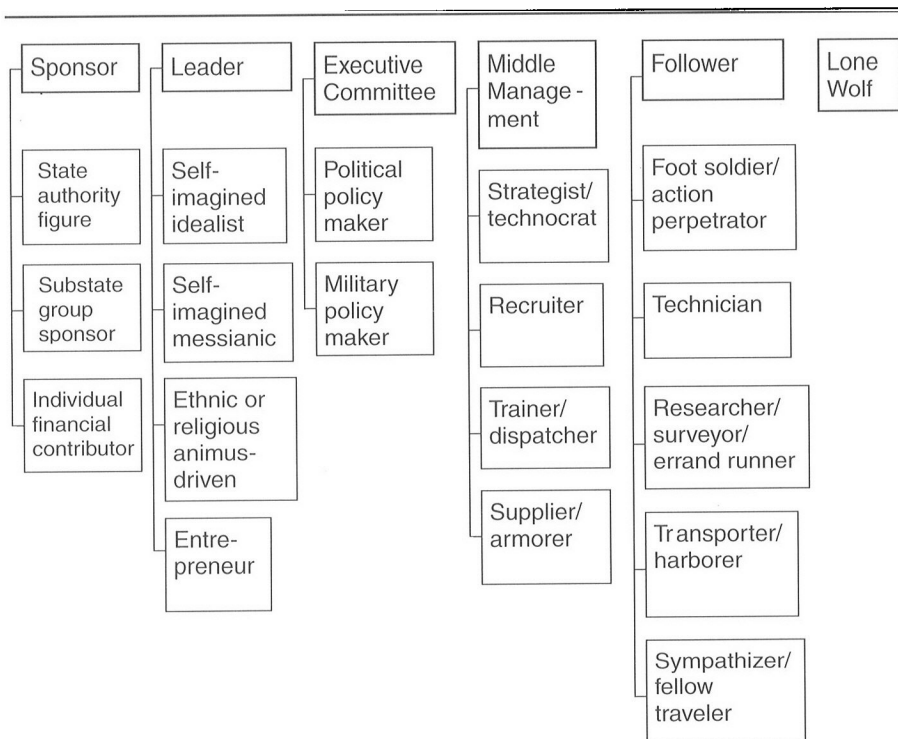 Sponsor
State
authority
figure
Substate
group
sponsor
Individual
financial
contributor
Leader
Self-
imagined
idealist
Self-
imagined
messianic
Ethnic or
religious
animus-
driven
Entre-
preneur
Executive
Committee
Political
policy
maker
Military
policy
maker
Middle
Manage -
ment
Strategist/
technocrat
Recruiter
Trainer/
dispatcher
Supplier/
armorer
Follower
Foot soldier/
action
perpetrator
Technician
Researcher/
surveyor/
errand runner
Transporter/
harborer
Sympathizer/
fellow
traveler
Lone
Wolf